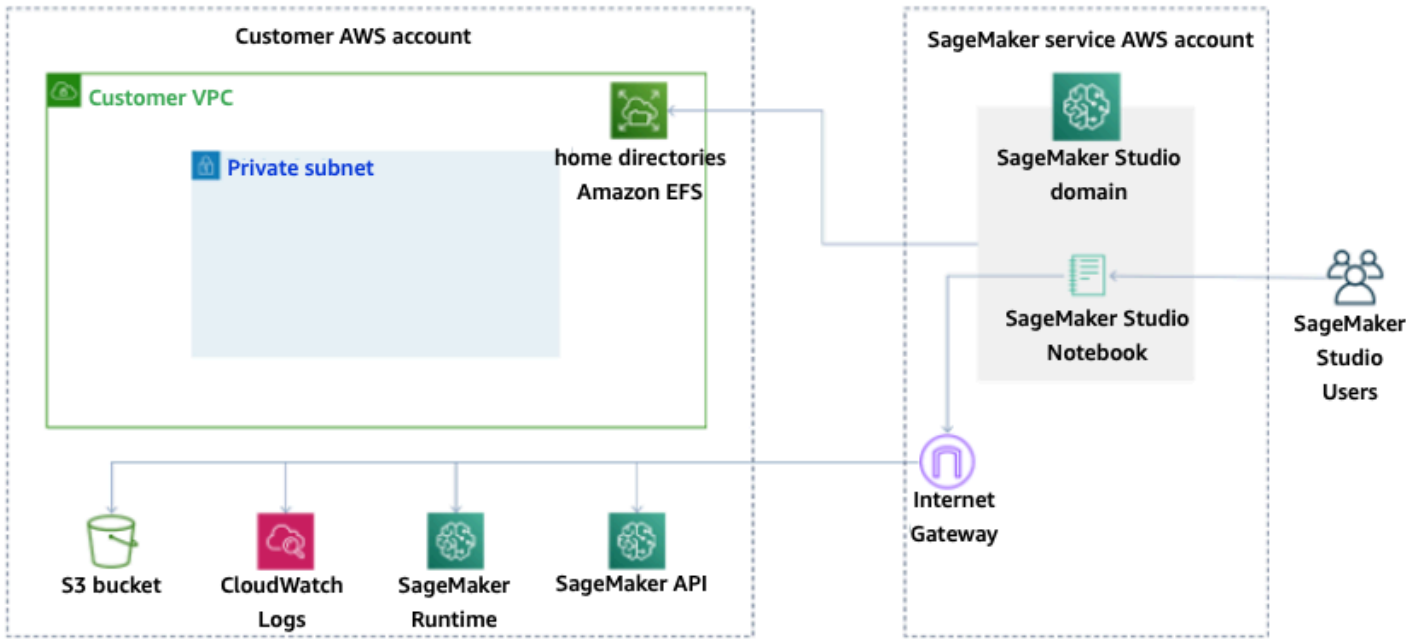 Customer AWS account
SageMaker service AWS account
Customer VPC
home directories
Amazon EFS
Private subnet
SageMaker Studio
domain
SageMaker Studio
Notebook
SageMaker
Studio
Users
Internet
Gateway
S3 bucket
CloudWatch
Logs
SageMaker
Runtime
SageMaker API